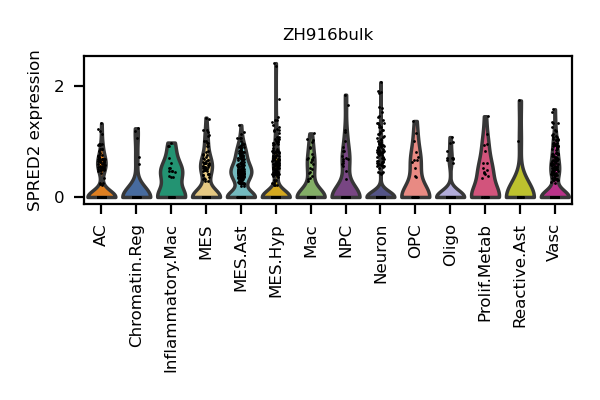 ZH916bulk
SPRED2 expression
2
0
AC
Chromatin.Reg
Inflammatory.Mac
MES
MES.Ast
MES.Hyp
Mac
NPC
Neuron
OPC
Oligo
Prolif.Metab
Reactive.Ast
Vasc